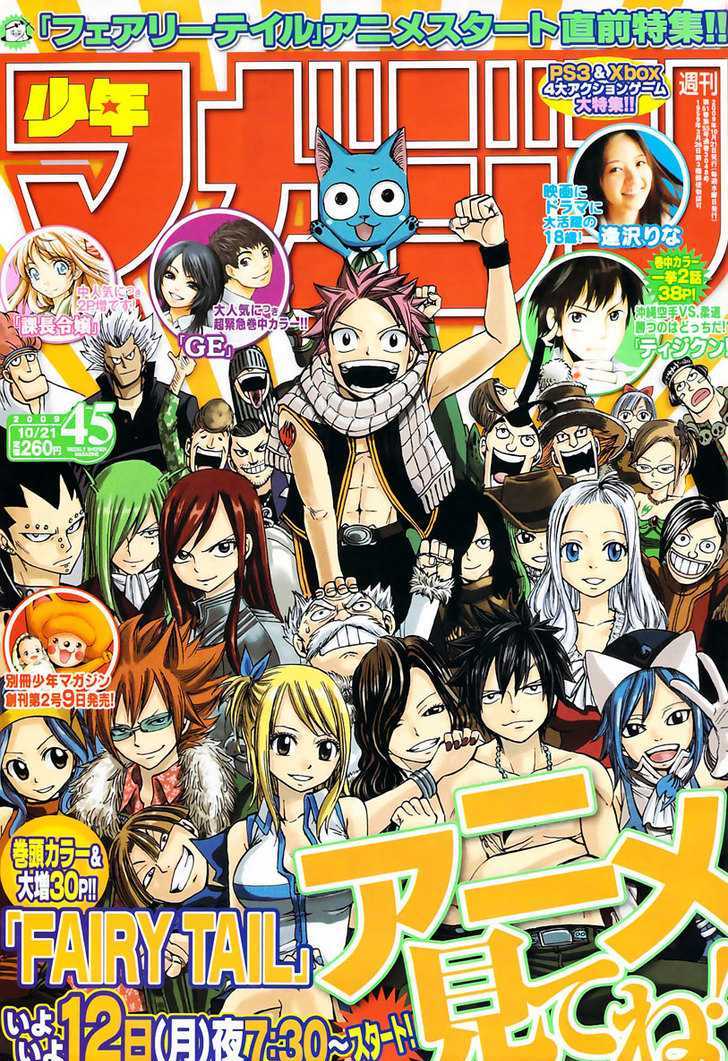 「フェアリーテイル」アニメスタート直前特集!!
少年
マガジン
週刊
PS3&Xbox
4大アクションゲーム
大特集!!
映画に
ドラマに
大活躍の
18歳!
逢沢りな
中人気につき
2P増です!
「課長令嬢」
大人気につき
超緊急巻中カラー!!
「GE」
巻中カラー
一挙2話
38P!
沖縄空手VS.柔道
勝つのはどっちだ!
「ディジケン」
2009
10/21
45
260円
WEEKLY SHONEN
MAGAZINE
別冊少年マガジン
創刊第2号9日発売!
巻頭カラー&
大増30P!!
「FAIRY TAIL」
アニメ
見てね!
いよ
いよ
12日(月)夜7:30~スタート!